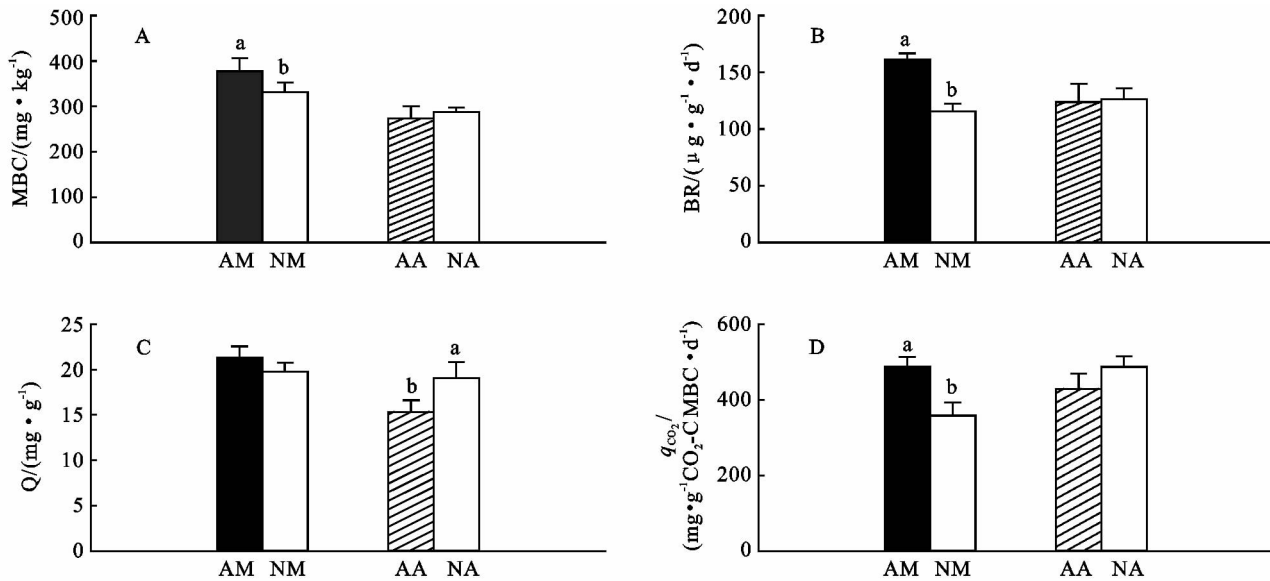 A
MBC/(mg • kg⁻¹)
500
400
300
200
100
0
a
b
AM NM AA NA
B
BR/(μg • g⁻¹ • d⁻¹)
200
150
100
50
0
a
b
AM NM AA NA
C
Q/(mg • g⁻¹)
25
20
15
10
5
0
b
a
AM NM AA NA
D
q_co₂/
(mg•g⁻¹CO₂-C MBC •d⁻¹)
600
400
200
0
a
b
AM NM AA NA